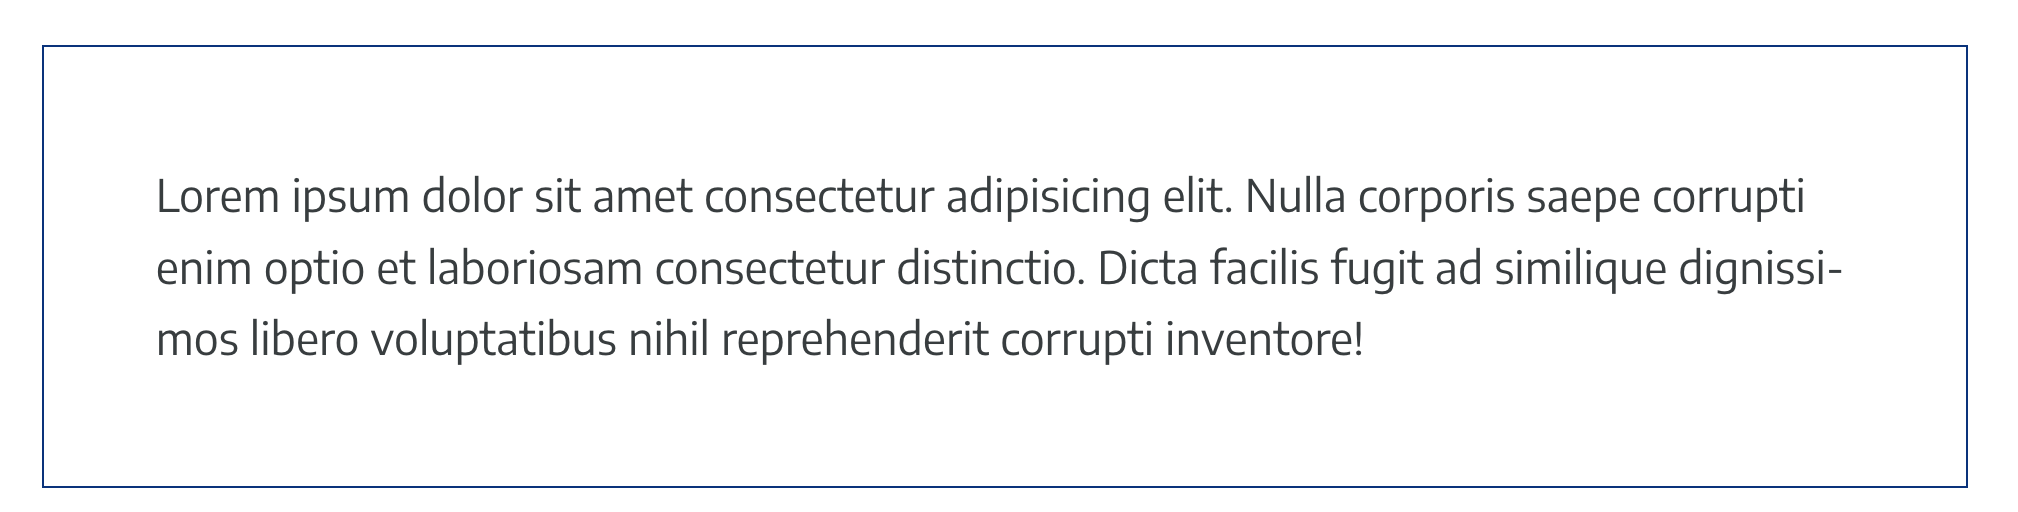 Lorem ipsum dolor sit amet consectetur adipisicing elit. Nulla corporis saepe corrupti
enim optio et laboriosam consectetur distinctio. Dicta facilis fugit ad similique dignissi-
mos libero voluptatibus nihil reprehenderit corrupti inventore!